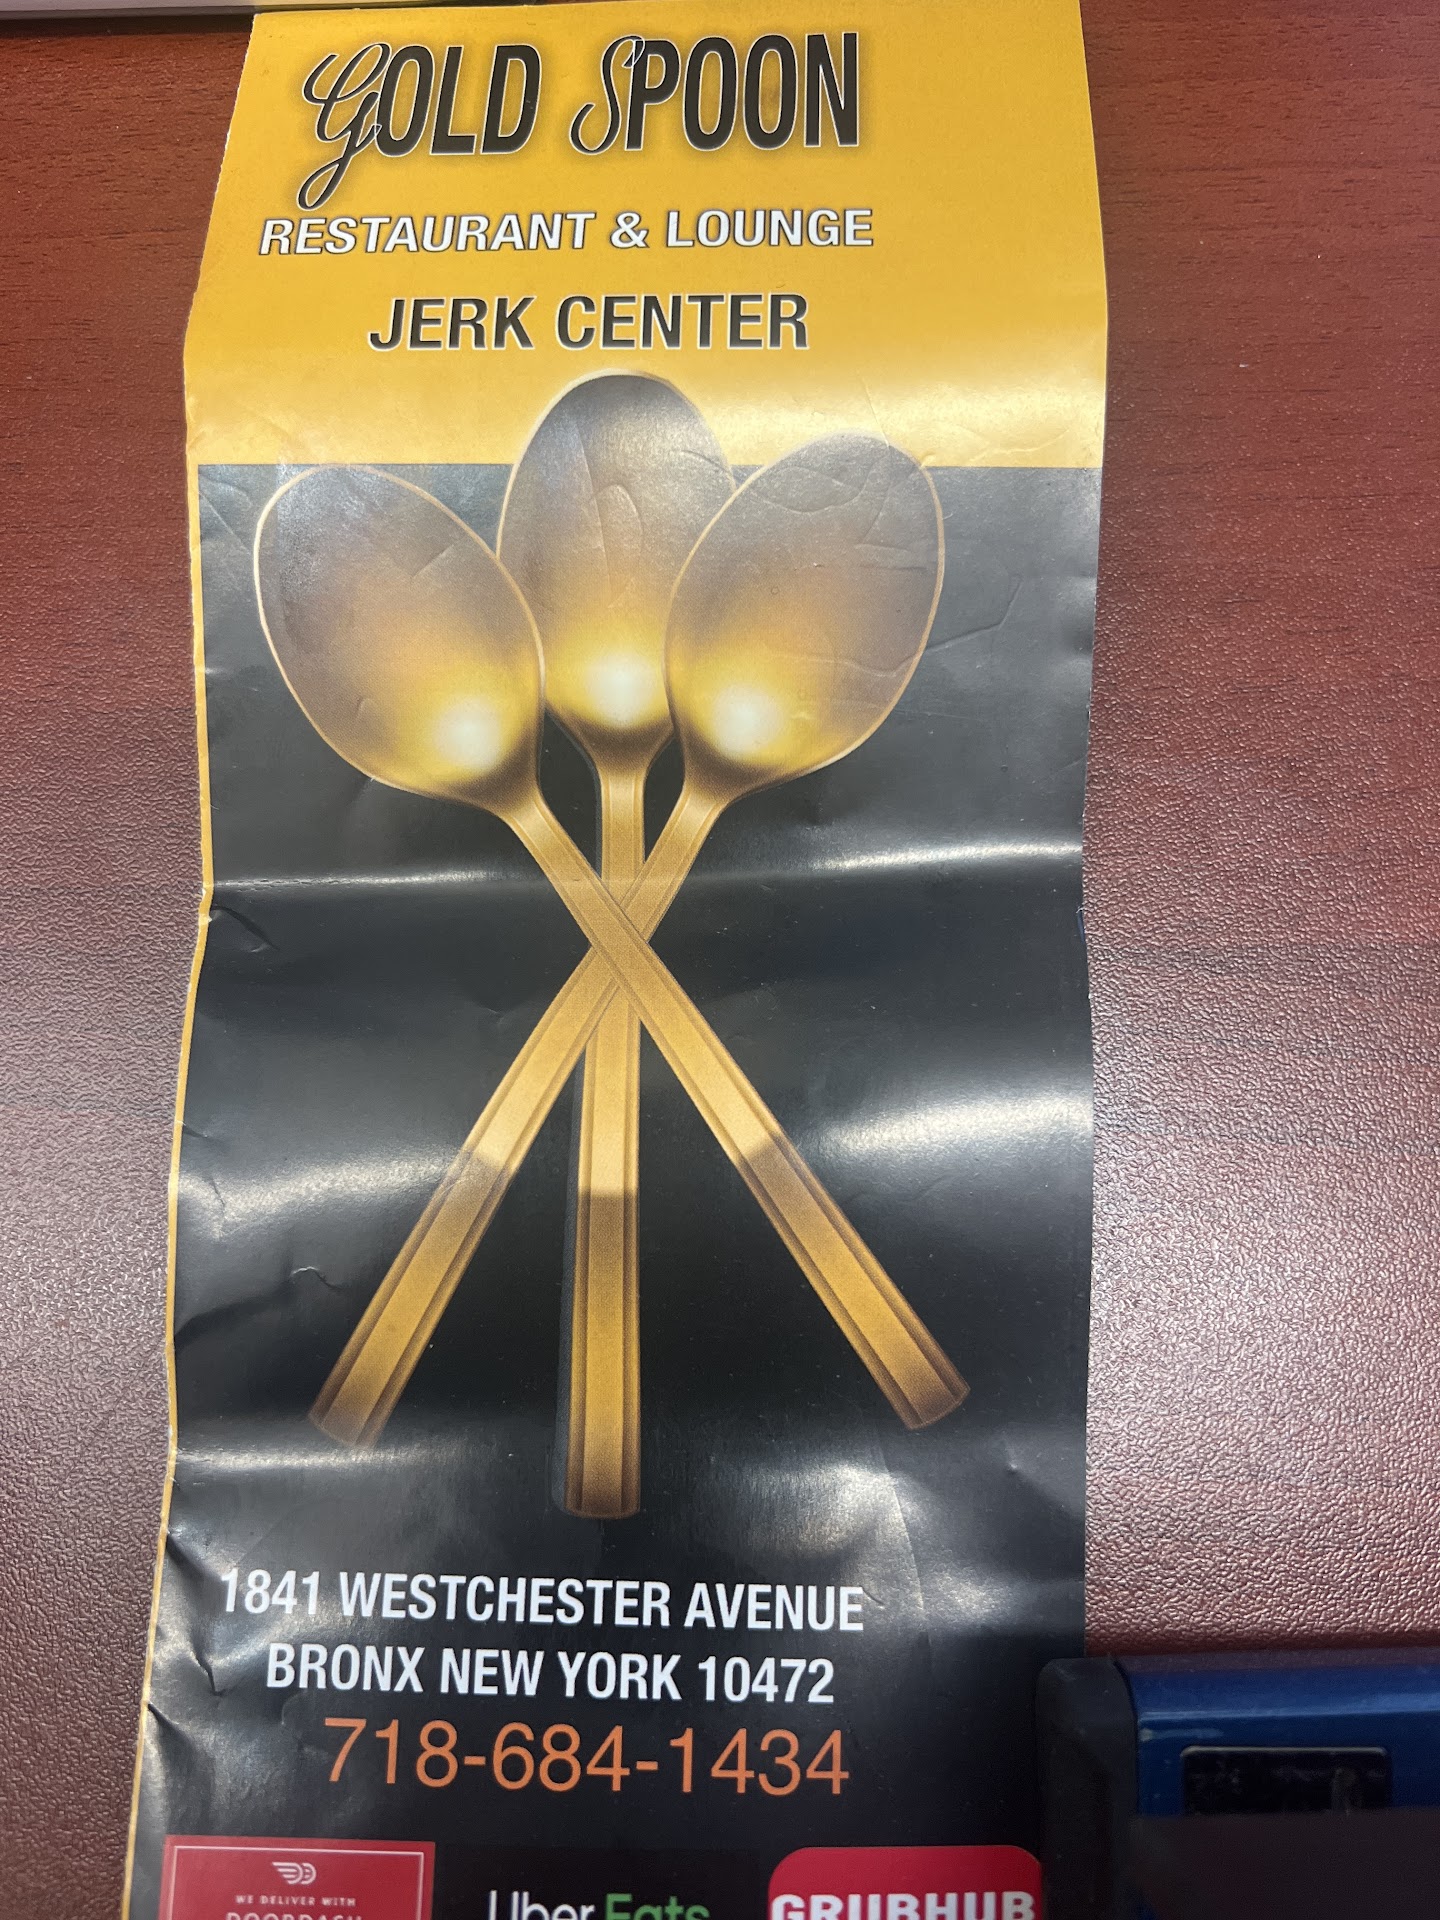 GOLD SPOON
RESTAURANT & LOUNGE
JERK CENTER
1841 WESTCHESTER AVENUE
BRONX NEW YORK 10472
718-684-1434
WE DELIVER WITH
DOORDASH
Uber Eats
GRUBHUB